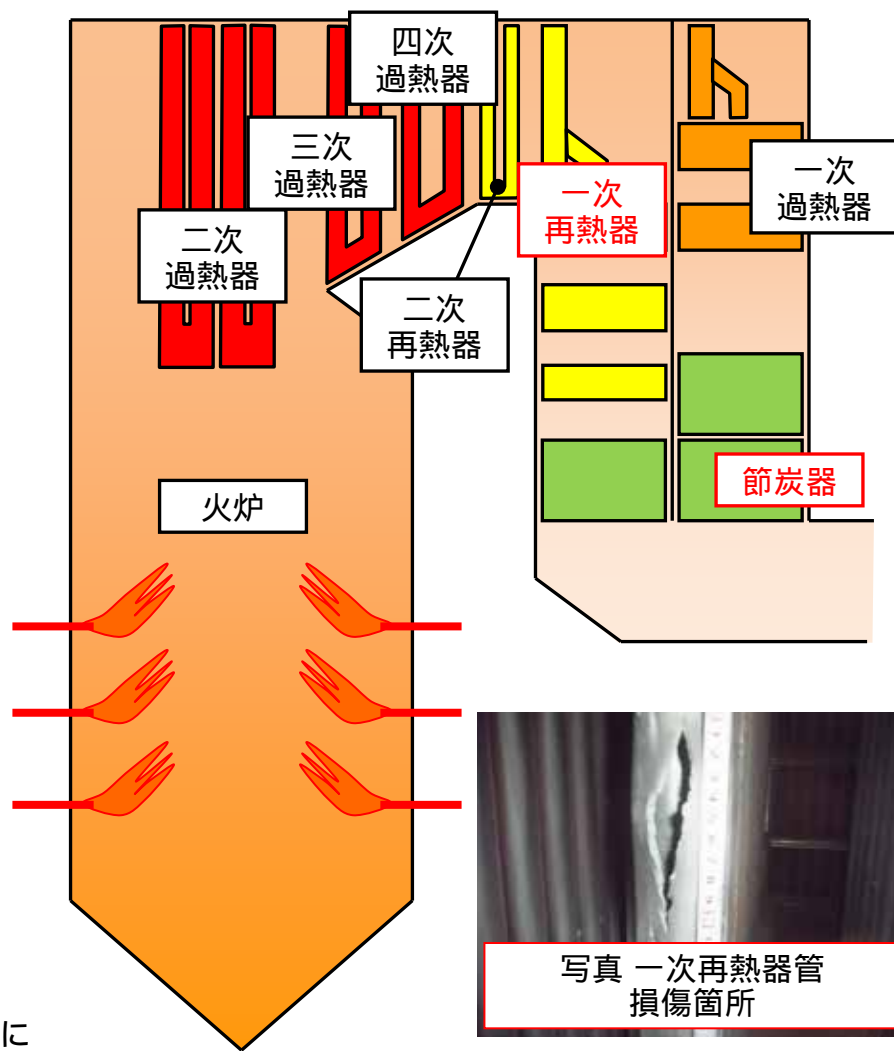 四次
過熱器
三次
過熱器
二次
過熱器
一次
再熱器
一次
過熱器
二次
再熱器
節炭器
火炉
写真 一次再熱器管
損傷箇所
に